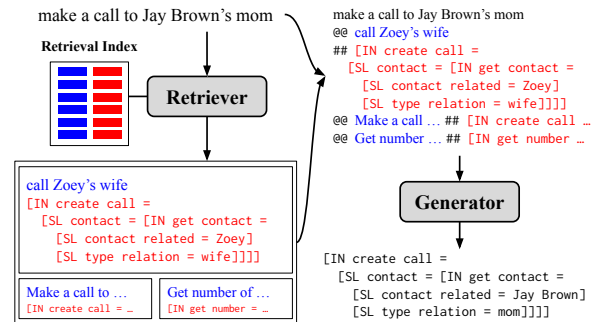 make a call to Jay Brown's mom
Retrieval Index
Retriever
call Zoey's wife
[IN create call =
[SL contact = [IN get contact =
[SL contact related = Zoey]
[SL type relation = wife]]]]
Make a call to …
[IN create call = …
Get number of …
[IN get number = …
make a call to Jay Brown's mom
@@ call Zoey's wife
## [IN create call =
[SL contact = [IN get contact =
[SL contact related = Zoey]
[SL type relation = wife]]]]
@@ Make a call … ## [IN create call …
@@ Get number … ## [IN get number …
Generator
[IN create call =
[SL contact = [IN get contact =
[SL contact related = Jay Brown]
[SL type relation = mom]]]]